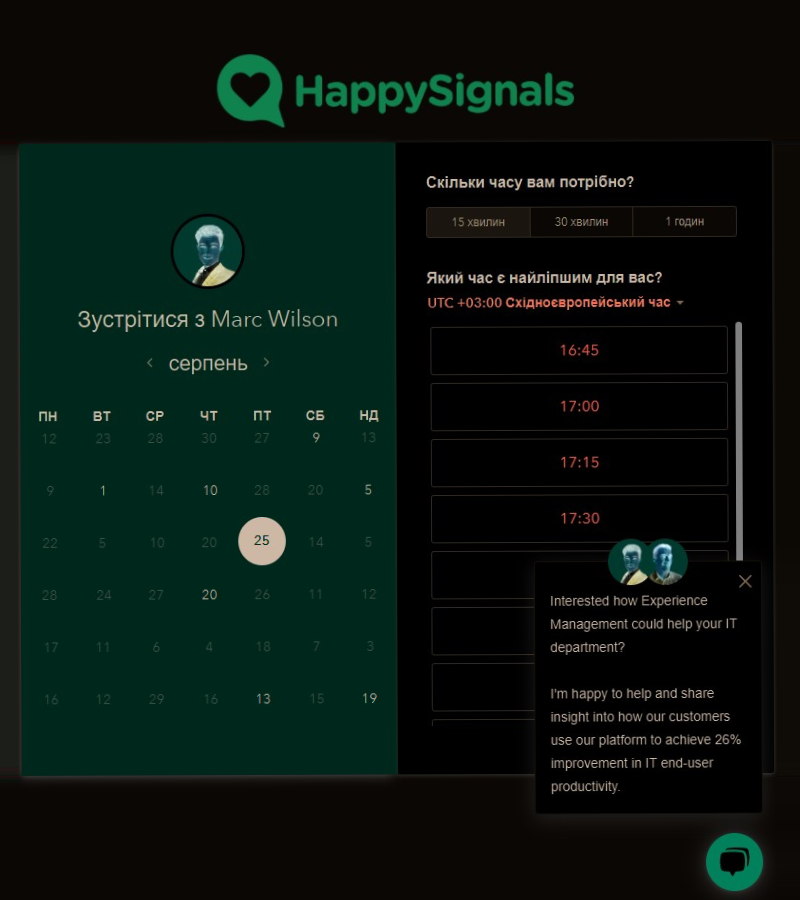 HappySignals
Зустрітися з Marc Wilson
серпень
ПН ВТ СР ЧТ ПТ СБ НД
12 23 28 30 27 9 13
9 1 14 10 28 20 5
22 5 10 20 25 14 5
28 24 27 20 26 11 12
17 11 6 4 18 7 3
16 12 29 16 13 15 19
Скільки часу вам потрібно?
15 хвилин 30 хвилин 1 годин
Який час є найліпшим для вас?
UTC +03:00 Східноєвропейський час
16:45
17:00
17:15
17:30
Interested how Experience
Management could help your IT
department?
I'm happy to help and share
insight into how our customers
use our platform to achieve 26%
improvement in IT end-user
productivity.